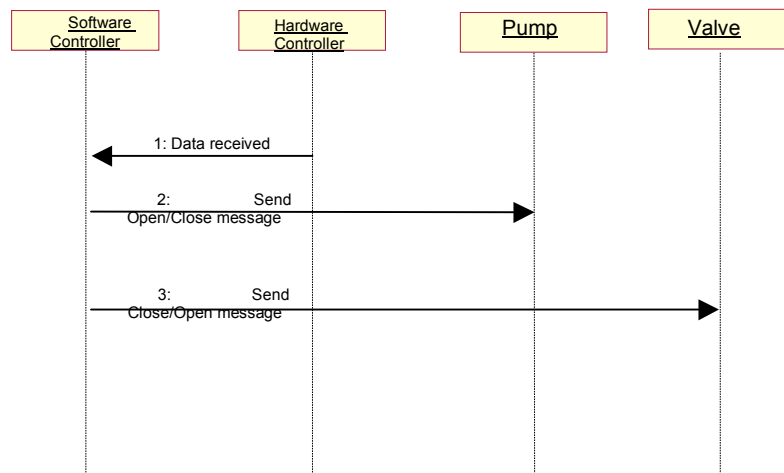 Software
Controller
Hardware
Controller
Pump
Valve
1: Data received
2: Send
Open/Close message
3: Send
Close/Open message